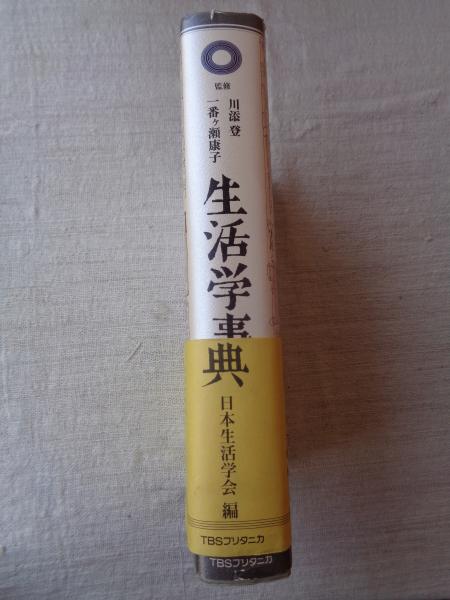 監修
川添登
一番ヶ瀬康子
生活学事典
日本生活学会 編
TBSブリタニカ
TBSブリタニカ